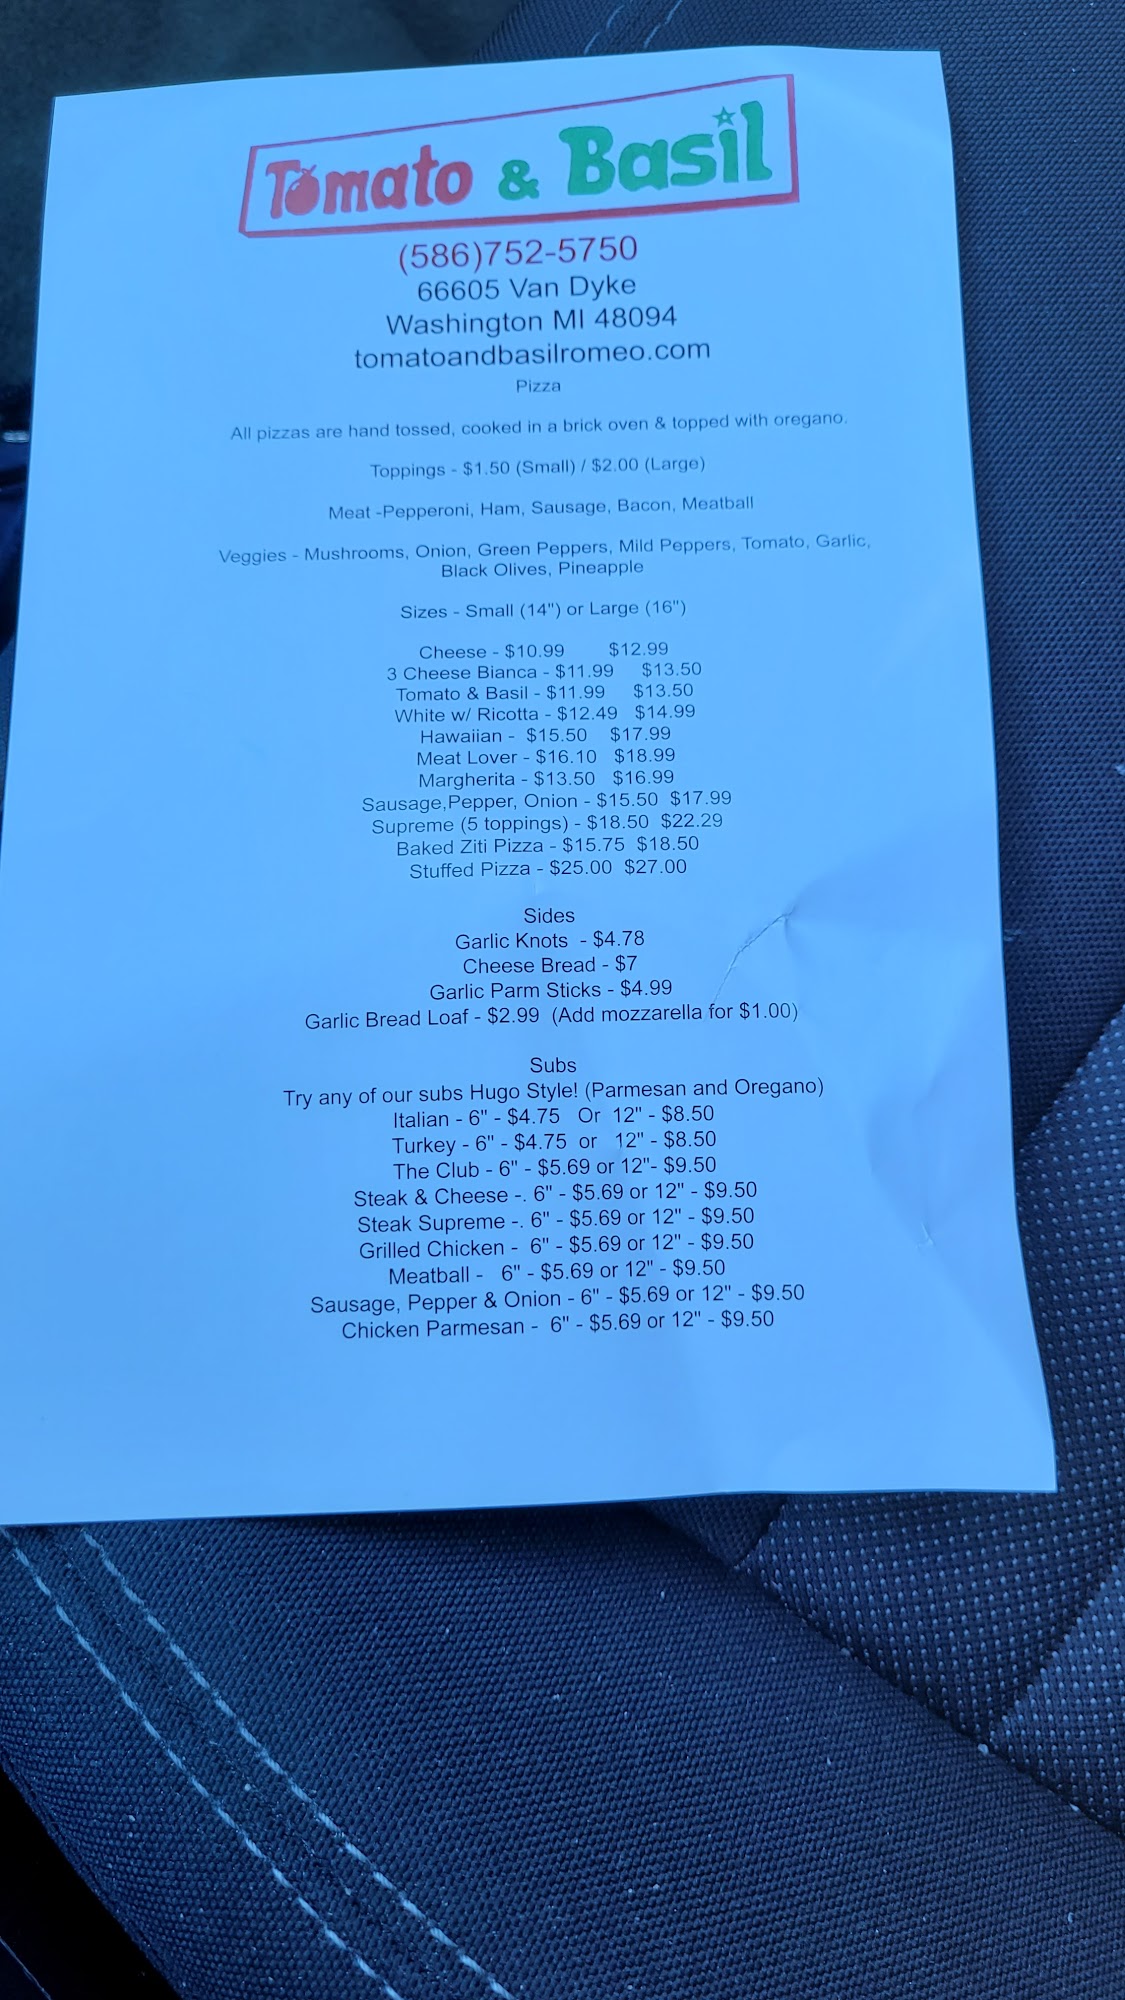 Tomato & Basil
(586)752-5750
66605 Van Dyke
Washington MI 48094
tomatoandbasilromeo.com
Pizza
All pizzas are hand tossed, cooked in a brick oven & topped with oregano.
Toppings - $1.50 (Small) / $2.00 (Large)
Meat -Pepperoni, Ham, Sausage, Bacon, Meatball
Veggies - Mushrooms, Onion, Green Peppers, Mild Peppers, Tomato, Garlic,
Black Olives, Pineapple
Sizes - Small (14") or Large (16")
Cheese - $10.99 $12.99
3 Cheese Bianca - $11.99 $13.50
Tomato & Basil - $11.99 $13.50
White w/ Ricotta - $12.49 $14.99
Hawaiian - $15.50 $17.99
Meat Lover - $16.10 $18.99
Margherita - $13.50 $16.99
Sausage,Pepper, Onion - $15.50 $17.99
Supreme (5 toppings) - $18.50 $22.29
Baked Ziti Pizza - $15.75 $18.50
Stuffed Pizza - $25.00 $27.00
Sides
Garlic Knots - $4.78
Cheese Bread - $7
Garlic Parm Sticks - $4.99
Garlic Bread Loaf - $2.99 (Add mozzarella for $1.00)
Subs
Try any of our subs Hugo Style! (Parmesan and Oregano)
Italian - 6" - $4.75 Or 12" - $8.50
Turkey - 6" - $4.75 or 12" - $8.50
The Club - 6" - $5.69 or 12"- $9.50
Steak & Cheese -. 6" - $5.69 or 12" - $9.50
Steak Supreme -. 6" - $5.69 or 12" - $9.50
Grilled Chicken - 6" - $5.69 or 12" - $9.50
Meatball - 6" - $5.69 or 12" - $9.50
Sausage, Pepper & Onion - 6" - $5.69 or 12" - $9.50
Chicken Parmesan - 6" - $5.69 or 12" - $9.50